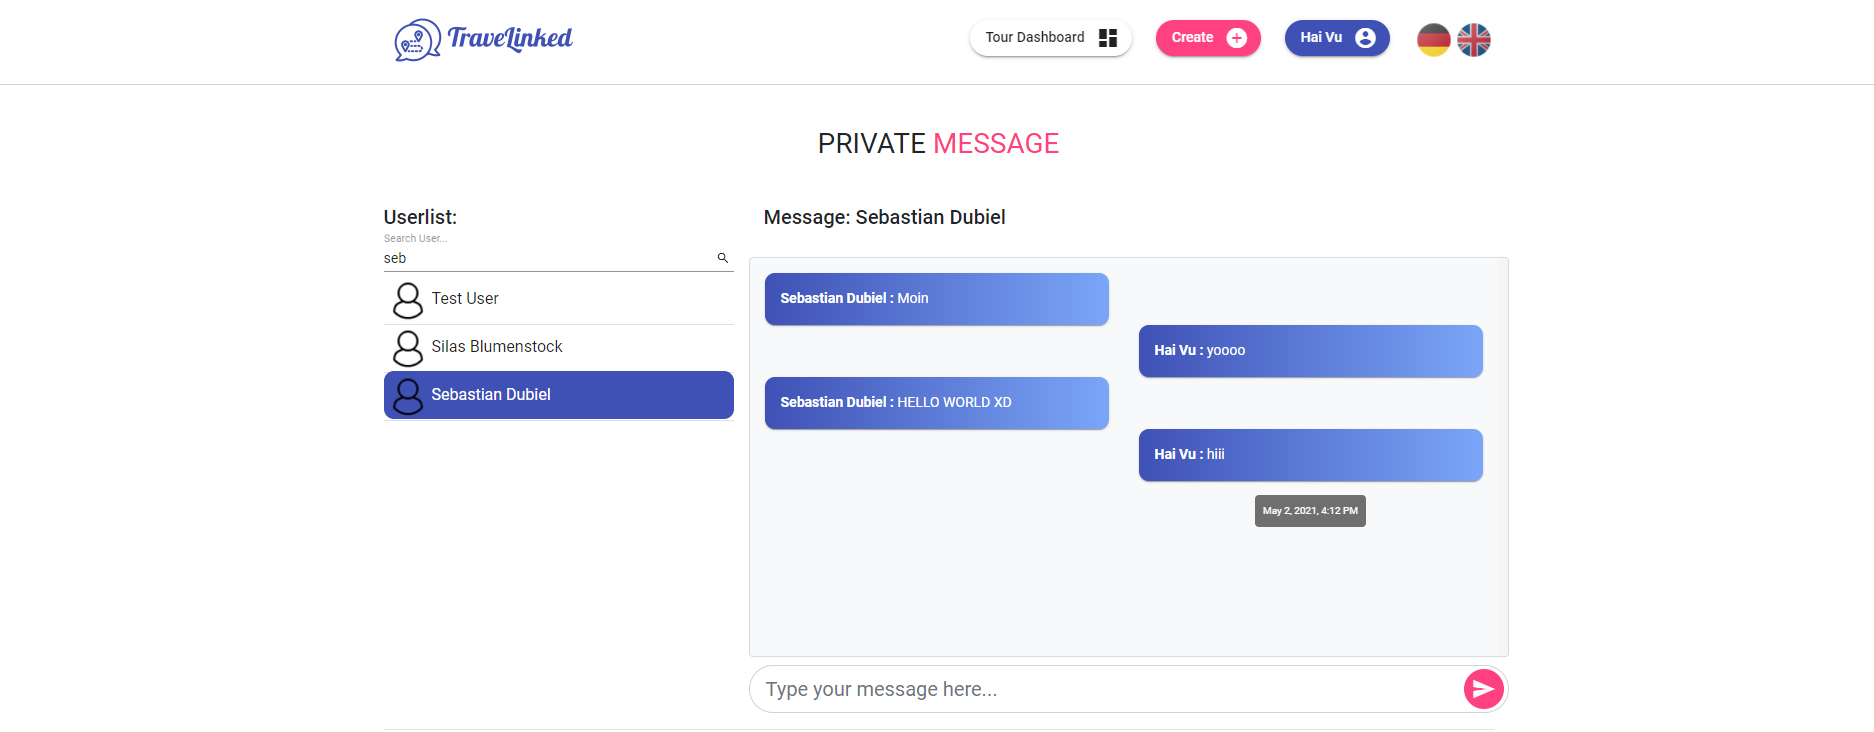 TraveLinked
Tour Dashboard
Create
Hai Vu
PRIVATE MESSAGE
Userlist:
Search User...
seb
Test User
Silas Blumenstock
Sebastian Dubiel
Message: Sebastian Dubiel
Sebastian Dubiel : Moin
Hai Vu : yoooo
Sebastian Dubiel : HELLO WORLD XD
Hai Vu : hiii
May 2, 2021, 4:12 PM
Type your message here...